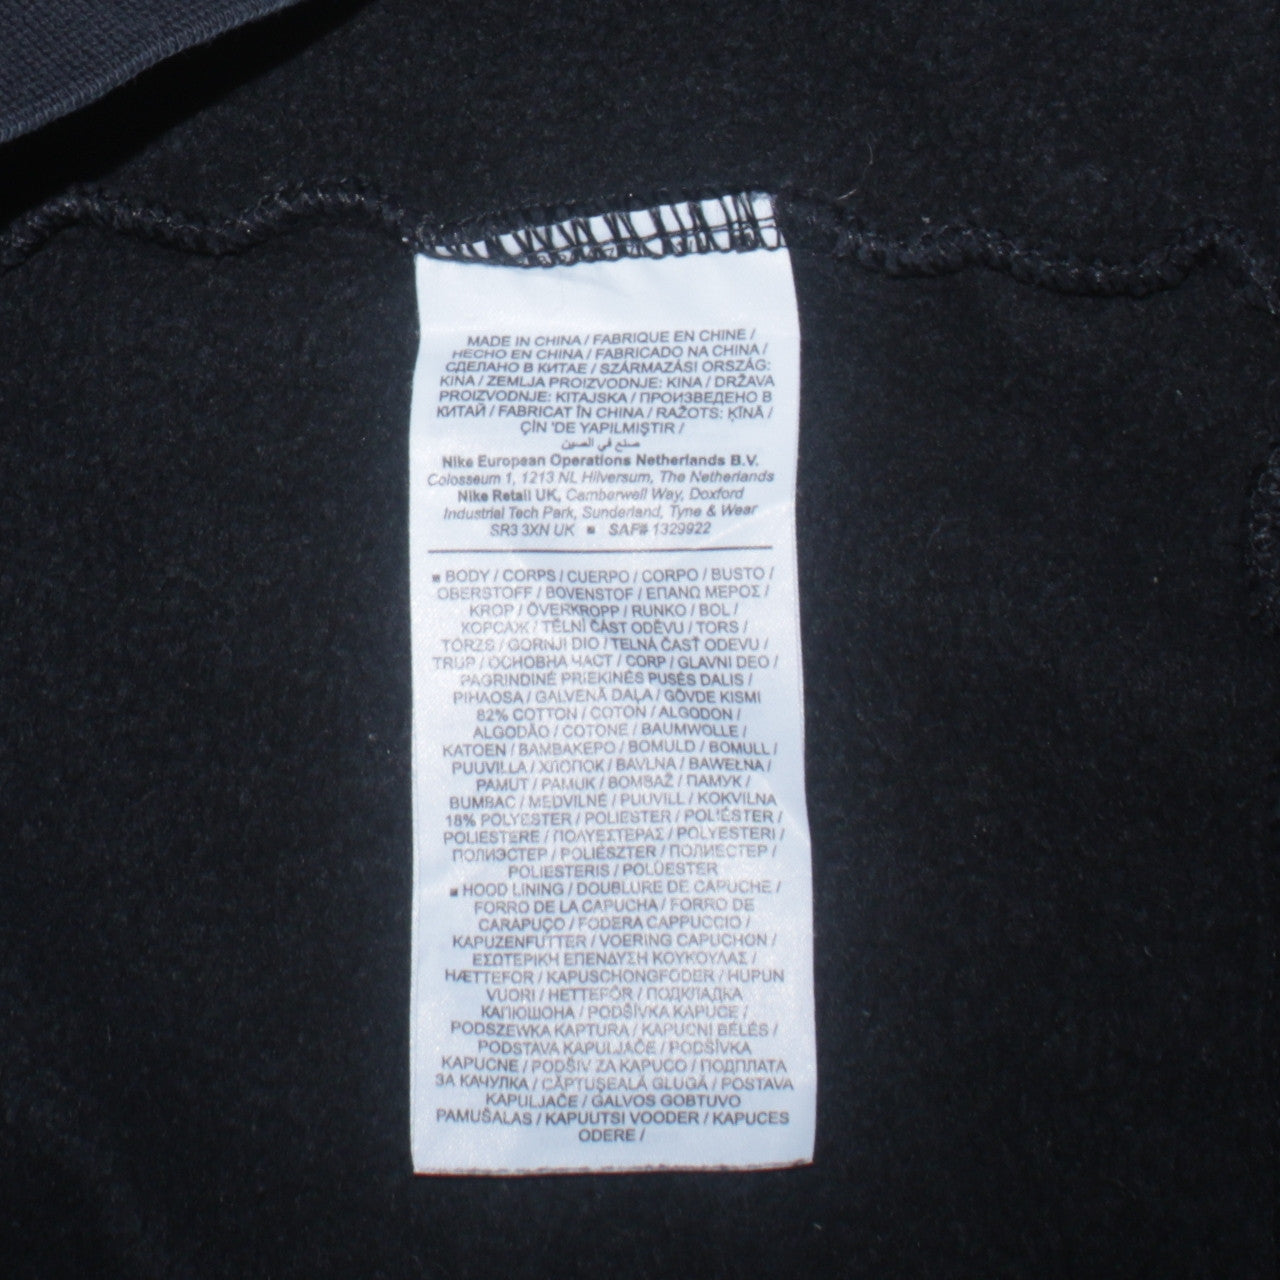 MADE IN CHINA / FABRIQUE EN CHINE /
HECHO EN CHINA / FABRICADO NA CHINA /
СДЕЛАНО В КИТАЕ / SZÁRMAZÁSI ORSZÁG:
KINA / ZEMLJA PROIZVODNJE: KINA / DRŽAVA
PROIZVODNJE: KITAJSKA / ПРОИЗВЕДЕНО В
КИТАЙ / FABRICAT ÎN CHINA / RAŽOTS: ĶĪNĀ /
ÇİN 'DE YAPILMIŞTIR /
صنع في الصين
Nike European Operations Netherlands B.V.
Colosseum 1, 1213 NL Hilversum, The Netherlands
Nike Retail UK, Camberwell Way, Doxford
Industrial Tech Park, Sunderland, Tyne & Wear
SR3 3XN UK ■ SAF# 1329922
■ BODY / CORPS / CUERPO / CORPO / BUSTO /
OBERSTOFF / BOVENSTOF / ΕΠΑΝΩ ΜΕΡΟΣ /
KROP / OVERKROPP / RUNKO / BOL /
КОРСАЖ / TĚLNÍ ČÁST ODĚVU / TORS /
TÖRZS / GORNJI DIO / TELNÁ ČASŤ ODEVU /
TRUP / ОСНОВНА ЧАСТ / CORP / GLAVNI DEO /
PAGRINDINĖ PRIEKINĖS PUSĖS DALIS /
PIHAOSA / GALVENĀ DAĻA / GÖVDE KISMI
82% COTTON / COTON / ALGODON /
ALGODÃO / COTONE / BAUMWOLLE /
KATOEN / ΒΑΜΒΑΚΕΡΟ / BOMULD / BOMULL /
PUUVILLA / ХЛОПОК / BAVLNA / BAWEŁNA /
PAMUT / PAMUK / BOMBAŽ / ПАМУК /
BUMBAC / MEDVILNĖ / PUUVILL / KOKVILNA
18% POLYESTER / POLIESTER / POLIÉSTER /
POLIESTERE / ΠΟΛΥΕΣΤΕΡΑΣ / POLYESTERI /
ПОЛИЭСТЕР / POLIÉSZTER / ПОЛИЕСТЕР /
POLIESTERIS / POLÜESTER
■ HOOD LINING / DOUBLURE DE CAPUCHE /
FORRO DE LA CAPUCHA / FORRO DE
CARAPUÇO / FODERA CAPPUCCIO /
KAPUZENFUTTER / VOERING CAPUCHON /
ΕΣΩΤΕΡΙΚΗ ΕΠΕΝΔΥΣΗ ΚΟΥΚΟΥΛΑΣ /
HÆTTEFOR / KAPUSCHONGFODER / HUPUN
VUORI / HETTEFÔR / ПОДКЛАДКА
КАПЮШОНА / PODŠÍVKA KAPUCE /
PODSZEWKA KAPTURA / KAPUCNI BÉLÉS /
PODSTAVA KAPULJAČE / PODŠÍVKA
KAPUCNE / PODŠIV ZA KAPUCO / ПОДПЛАТА
ЗА КАЧУЛКА / CĂPTUȘEALĂ GLUGĂ / POSTAVA
KAPULJAČE / GALVOS GOBTUVO
PAMUŠALAS / KAPUUTSI VOODER / KAPUCES
ODERE /